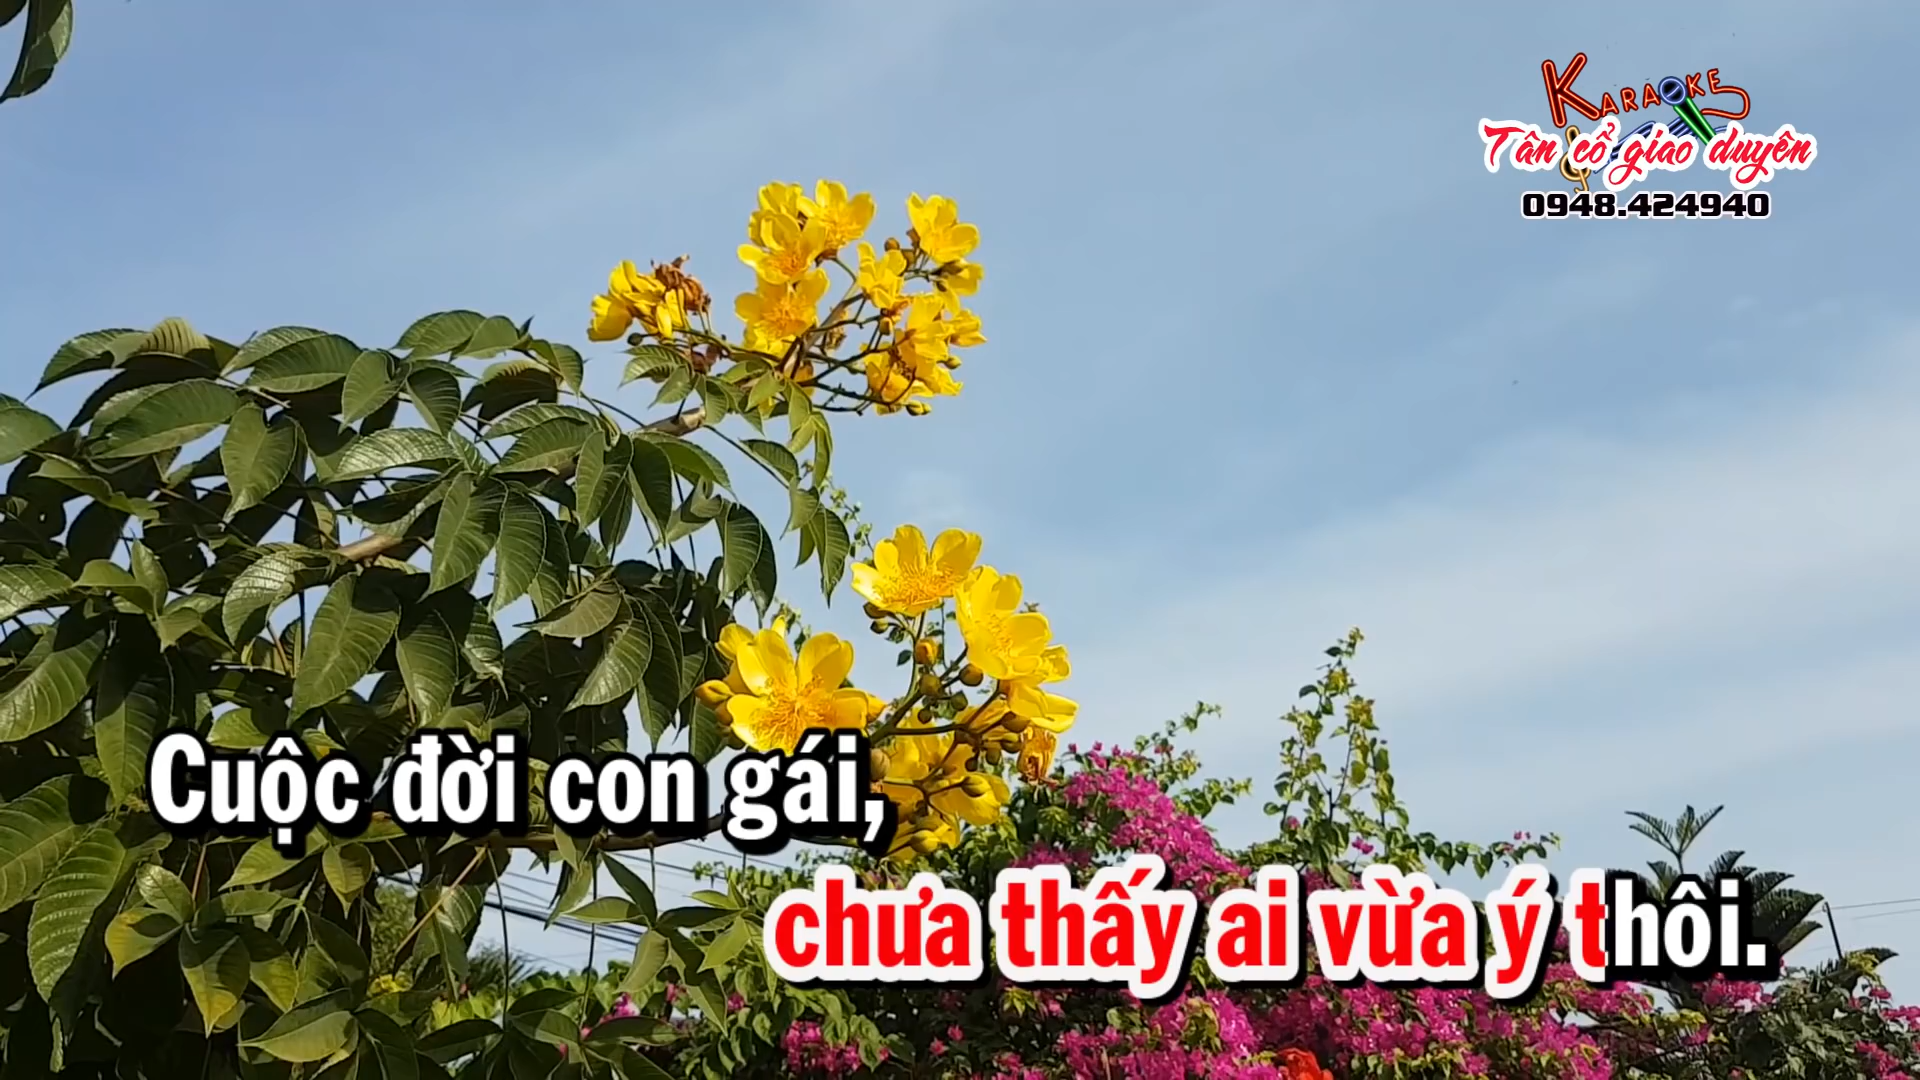 KARAOKE
Tân cổ giao duyên
0948.424940
Cuộc đời con gái,
chưa thấy ai vừa ý thôi.